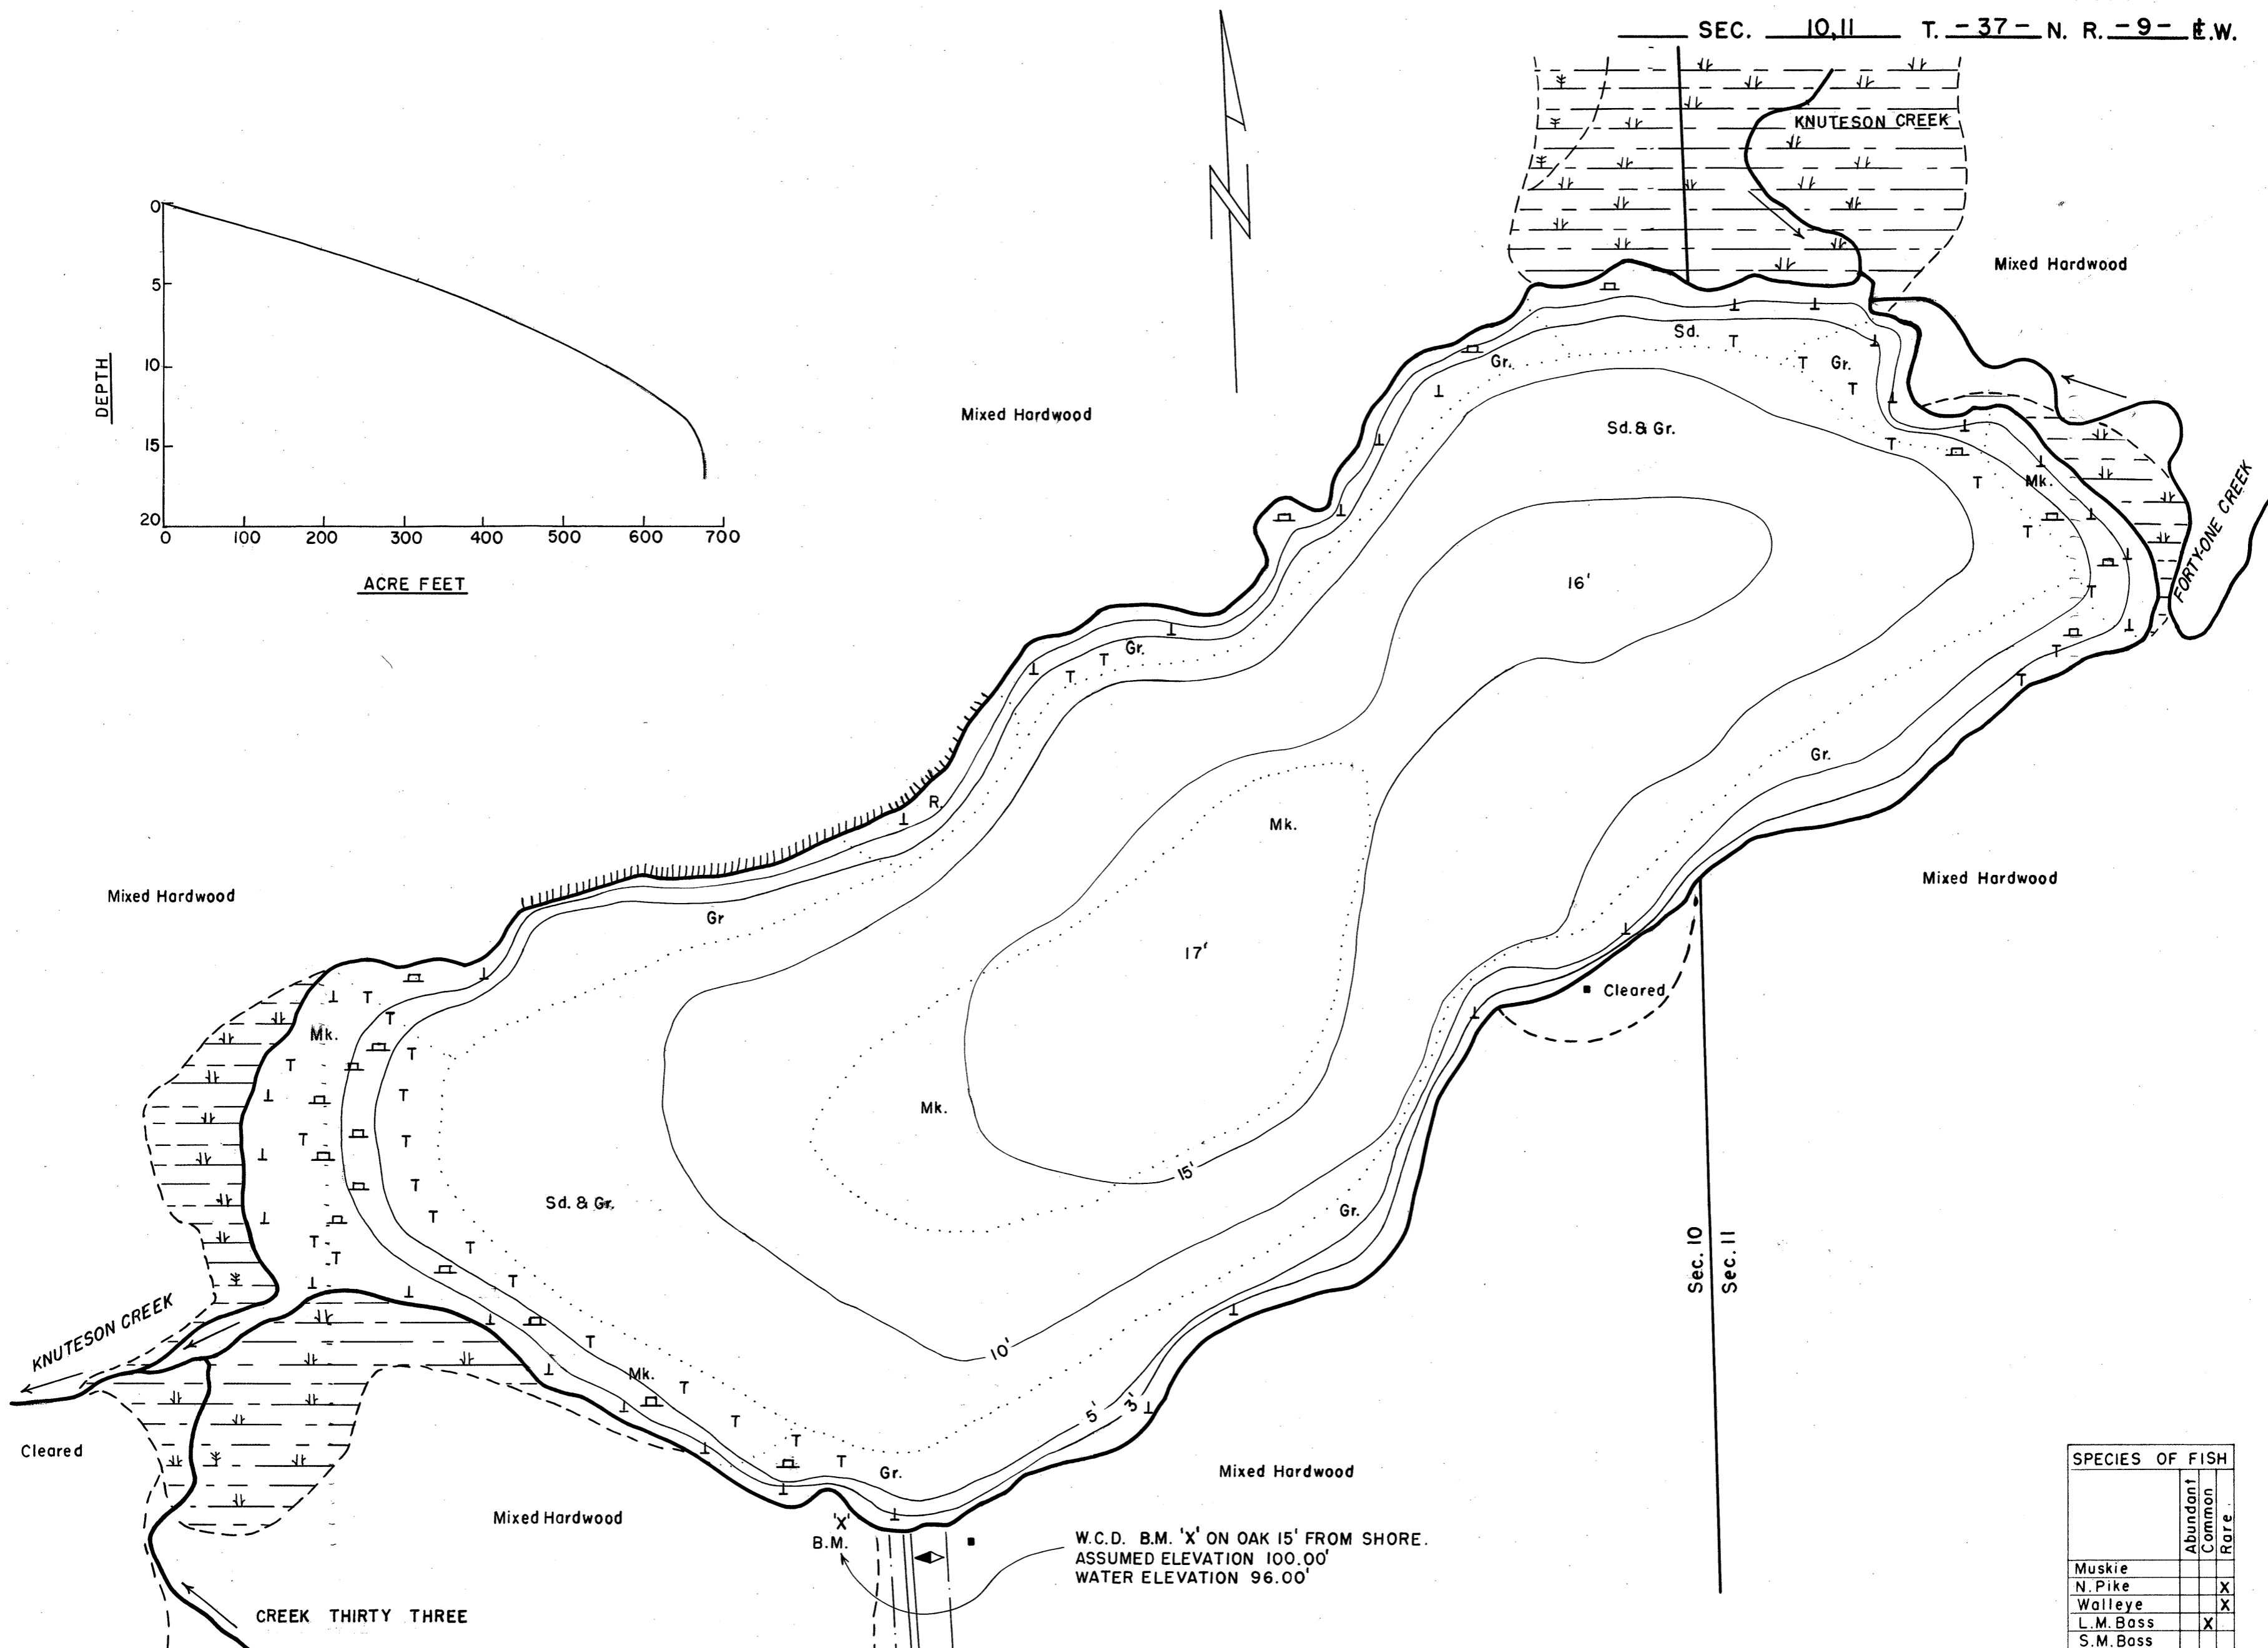 SEC. 10,11 T. -37- N. R. -9- E.W.
KNUTESON CREEK
Mixed Hardwood
0
5
10
15
20
DEPTH
0 100 200 300 400 500 600 700
ACRE FEET
N
Mixed Hardwood
Sd.
Gr.
Gr.
T
T
T
Sd. & Gr.
T
T
Mk.
T
T
FORTY-ONE CREEK
16'
Gr.
T
T
T
T
Gr.
R.
Mk.
Mixed Hardwood
Mixed Hardwood
Gr
17'
Cleared
T
Mk.
T
T
T
T
Mk.
T
T
15'
T
Sd. & Gr.
Gr.
T
T
T
T
T
Sec. 10
Sec. 11
KNUTESON CREEK
T
10'
Mk.
T
5'
3'
T
T
T
Gr.
Cleared
Mixed Hardwood
Mixed Hardwood
'X'
B.M.
W.C.D. B.M. 'X' ON OAK 15' FROM SHORE.
ASSUMED ELEVATION 100.00'
WATER ELEVATION 96.00'
CREEK THIRTY THREE
SPECIES OF FISH
Abundant
Common
Rare
Muskie
N. Pike X
Walleye X
L.M. Bass X
S.M. Bass